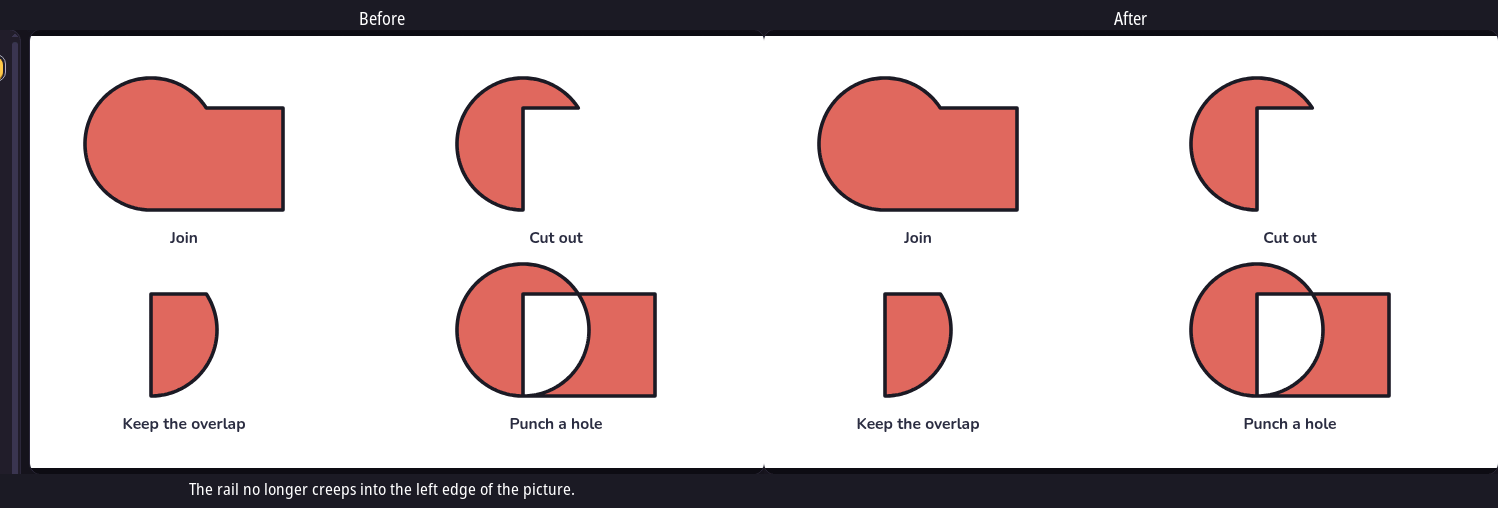 Before
After
Join
Cut out
Join
Cut out
Keep the overlap
Punch a hole
Keep the overlap
Punch a hole
The rail no longer creeps into the left edge of the picture.